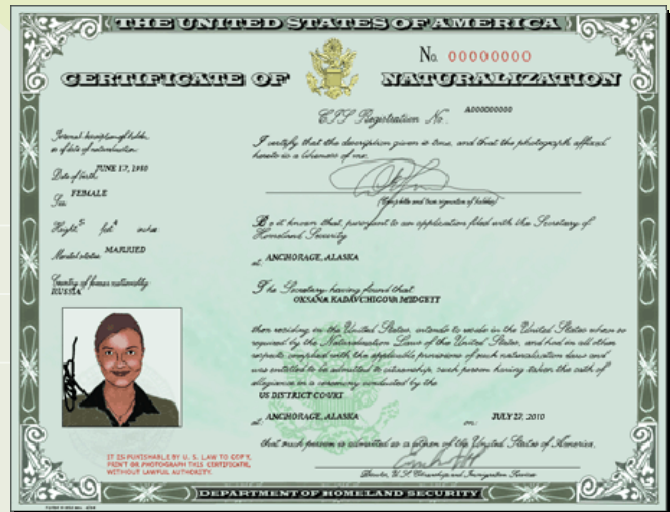 THE UNITED STATES OF AMERICA
No. 00000000
CERTIFICATE OF NATURALIZATION
CIS Registration No. A000000000
Personal description of holder
as of date of naturalization
Date of birth JUNE 17, 1980
Sex FEMALE
Height 5 feet 4 inches
Marital status MARRIED
Country of former nationality
RUSSIA
I certify that the description given is true, and that the photograph affixed
hereto is a likeness of me.
(Complete and true signature of holder)
Be it known that, pursuant to an application filed with the Secretary of
Homeland Security
at ANCHORAGE, ALASKA
The Secretary having found that
OKSANA KADAVCHIGOVA MIDGETT
then residing in the United States, intends to reside in the United States when so
required by the Naturalization Laws of the United States, and had in all other
respects complied with the applicable provisions of such naturalization laws and
was entitled to be admitted to citizenship, such person having taken the oath of
allegiance in a ceremony conducted by the
US DISTRICT COURT
at ANCHORAGE, ALASKA on JULY 27, 2010
that such person is admitted as a citizen of the United States of America.
IT IS PUNISHABLE BY U. S. LAW TO COPY,
PRINT OR PHOTOGRAPH THIS CERTIFICATE,
WITHOUT LAWFUL AUTHORITY.
Director, U.S. Citizenship and Immigration Services
DEPARTMENT OF HOMELAND SECURITY